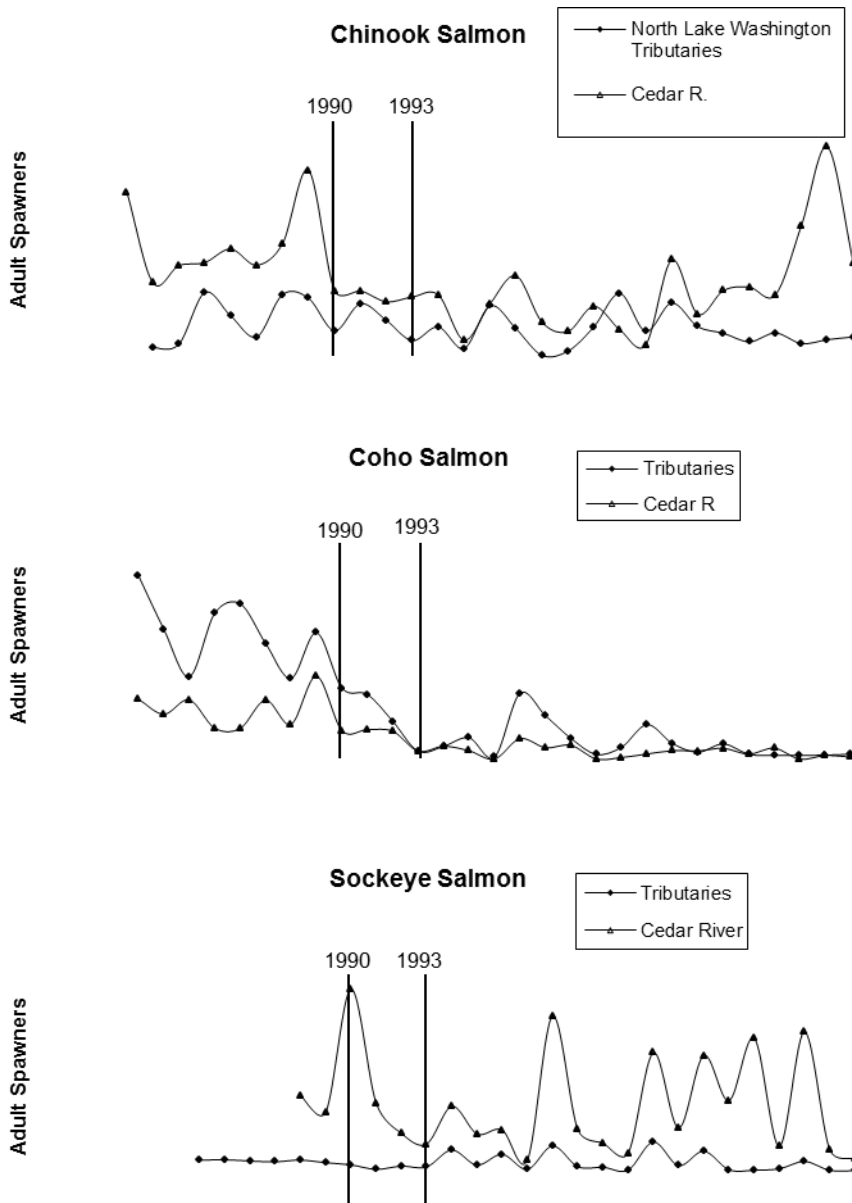 Chinook Salmon
North Lake Washington
Tributaries
Cedar R.
1990
1993
Adult Spawners
Coho Salmon
Tributaries
Cedar R
1990
1993
Adult Spawners
Sockeye Salmon
Tributaries
Cedar River
1990
1993
Adult Spawners